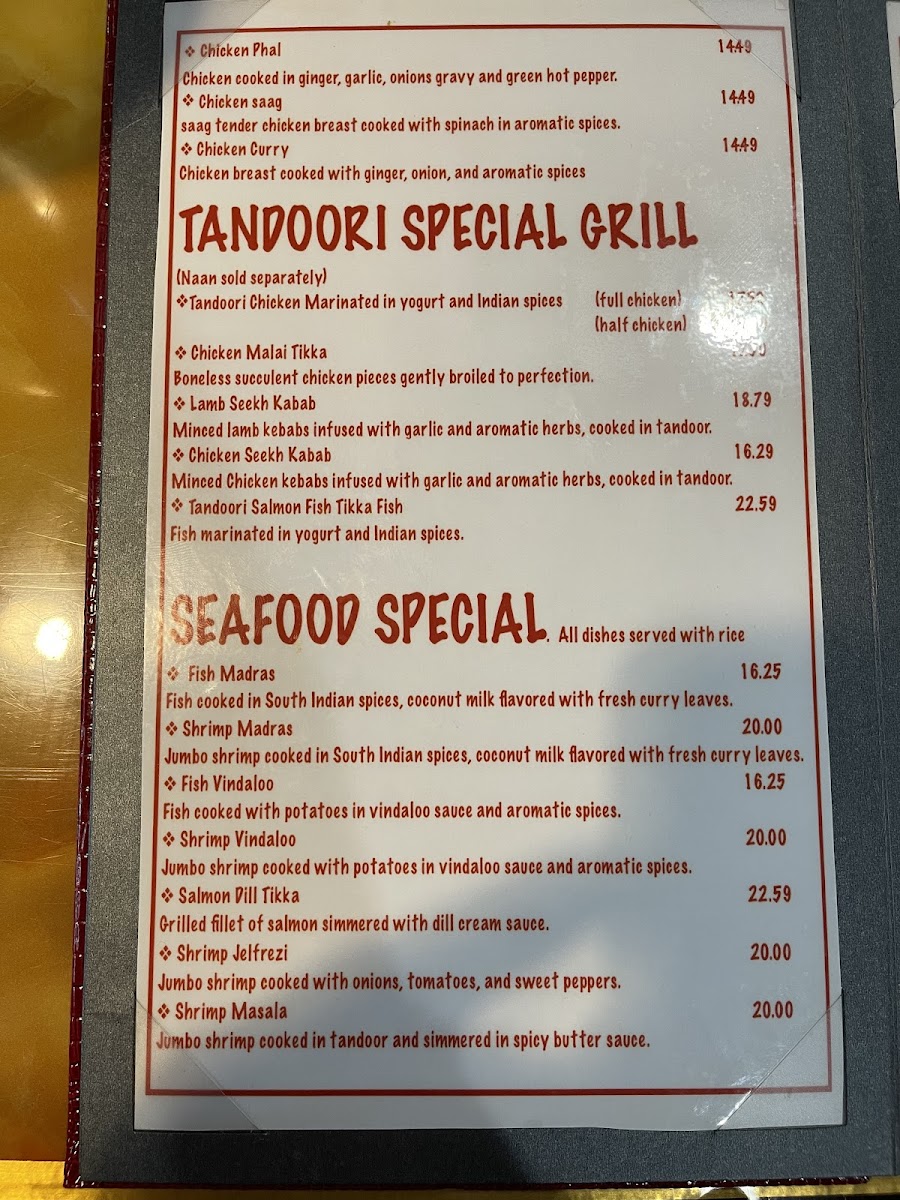 ❖ Chicken Phal 14.49
Chicken cooked in ginger, garlic, onions gravy and green hot pepper.
❖ Chicken saag 14.49
saag tender chicken breast cooked with spinach in aromatic spices.
❖ Chicken Curry 14.49
Chicken breast cooked with ginger, onion, and aromatic spices
TANDOORI SPECIAL GRILL
(Naan sold separately)
❖Tandoori Chicken Marinated in yogurt and Indian spices (full chicken)
(half chicken)
❖ Chicken Malai Tikka
Boneless succulent chicken pieces gently broiled to perfection.
❖ Lamb Seekh Kabab 18.79
Minced lamb kebabs infused with garlic and aromatic herbs, cooked in tandoor.
❖ Chicken Seekh Kabab 16.29
Minced Chicken kebabs infused with garlic and aromatic herbs, cooked in tandoor.
❖ Tandoori Salmon Fish Tikka Fish 22.59
Fish marinated in yogurt and Indian spices.
SEAFOOD SPECIAL. All dishes served with rice
❖ Fish Madras 16.25
Fish cooked in South Indian spices, coconut milk flavored with fresh curry leaves.
❖ Shrimp Madras 20.00
Jumbo shrimp cooked in South Indian spices, coconut milk flavored with fresh curry leaves.
❖ Fish Vindaloo 16.25
Fish cooked with potatoes in vindaloo sauce and aromatic spices.
❖ Shrimp Vindaloo 20.00
Jumbo shrimp cooked with potatoes in vindaloo sauce and aromatic spices.
❖ Salmon Dill Tikka 22.59
Grilled fillet of salmon simmered with dill cream sauce.
❖ Shrimp Jelfrezi 20.00
Jumbo shrimp cooked with onions, tomatoes, and sweet peppers.
❖ Shrimp Masala 20.00
Jumbo shrimp cooked in tandoor and simmered in spicy butter sauce.